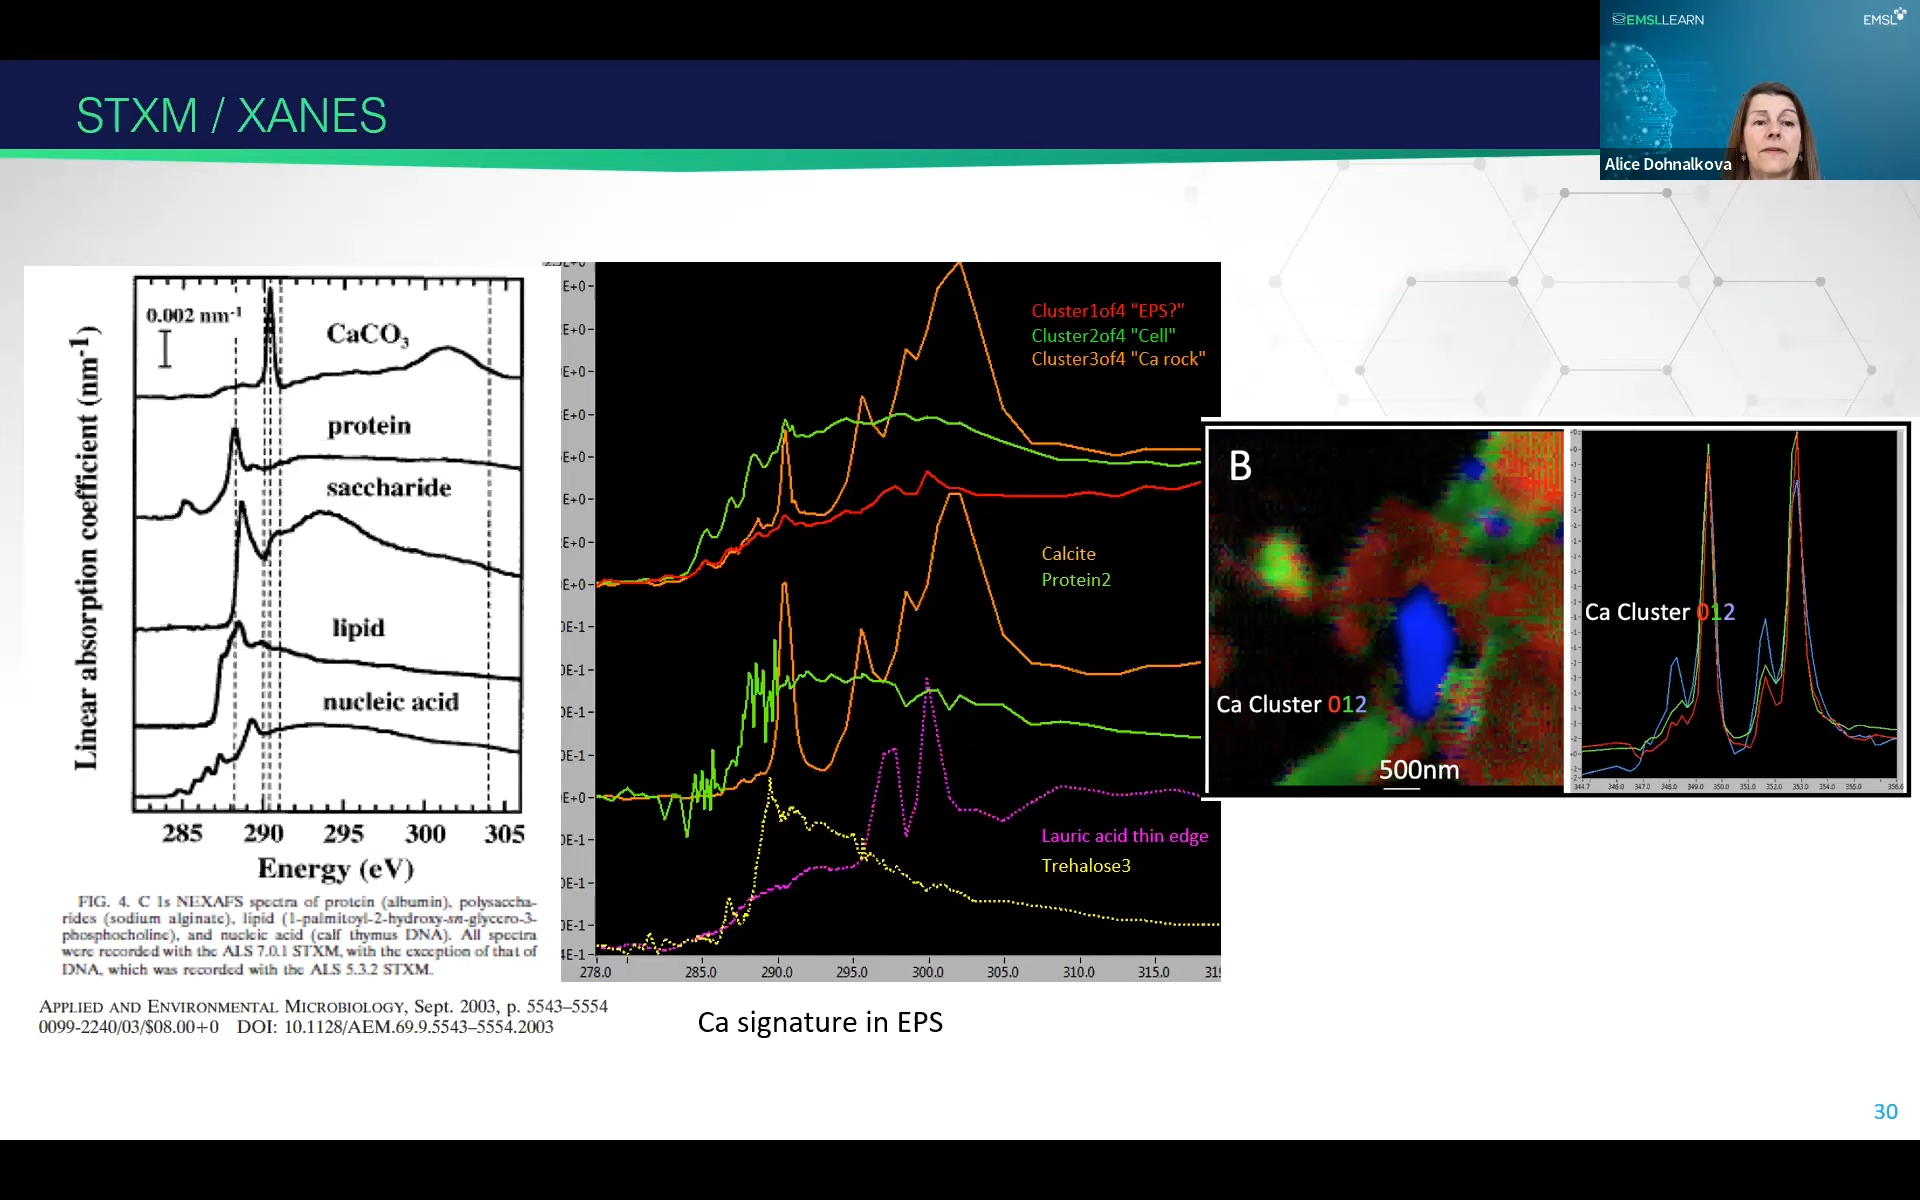 STXM / XANES
EMSLLEARN
EMSL
Alice Dohnalkova
Linear absorption coefficient (nm-1)
0.002 nm-1
CaCO3
protein
saccharide
lipid
nucleic acid
285 290 295 300 305
Energy (eV)
FIG. 4. C 1s NEXAFS spectra of protein (albumin), polysaccha-
rides (sodium alginate), lipid (1-palmitoyl-2-hydroxy-sn-glycero-3-
phosphocholine), and nucleic acid (calf thymus DNA). All spectra
were recorded with the ALS 7.0.1 STXM, with the exception of that of
DNA, which was recorded with the ALS 5.3.2 STXM.
APPLIED AND ENVIRONMENTAL MICROBIOLOGY, Sept. 2003, p. 5543–5554
0099-2240/03/$08.00+0 DOI: 10.1128/AEM.69.9.5543–5554.2003
Cluster1of4 "EPS?"
Cluster2of4 "Cell"
Cluster3of4 "Ca rock"
Calcite
Protein2
Lauric acid thin edge
Trehalose3
278.0 285.0 290.0 295.0 300.0 305.0 310.0 315.0
Ca signature in EPS
B
Ca Cluster 012
500nm
Ca Cluster 012
344.7 346.0 347.0 348.0 349.0 350.0 351.0 352.0 353.0 354.0 355.0 356.6
30